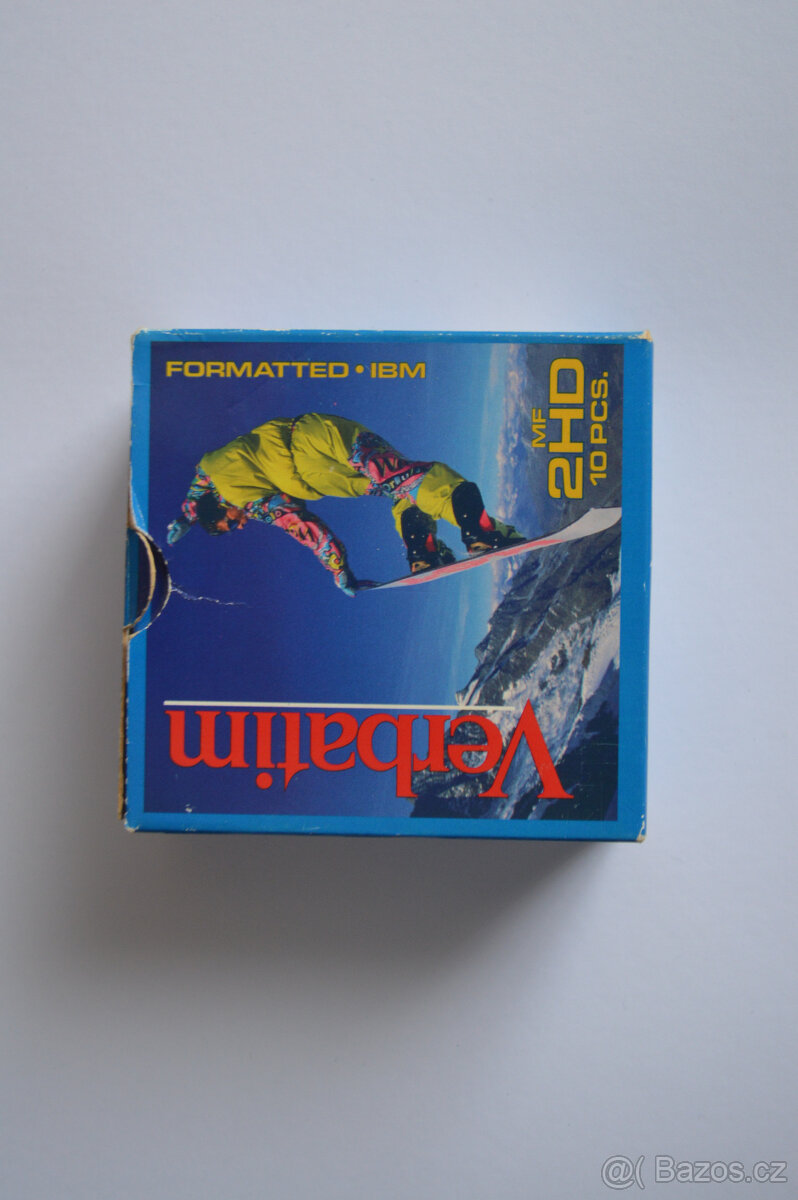 FORMATTED • IBM
MF
2HD
10 PCS.
Verbatim
@( Bazos.cz